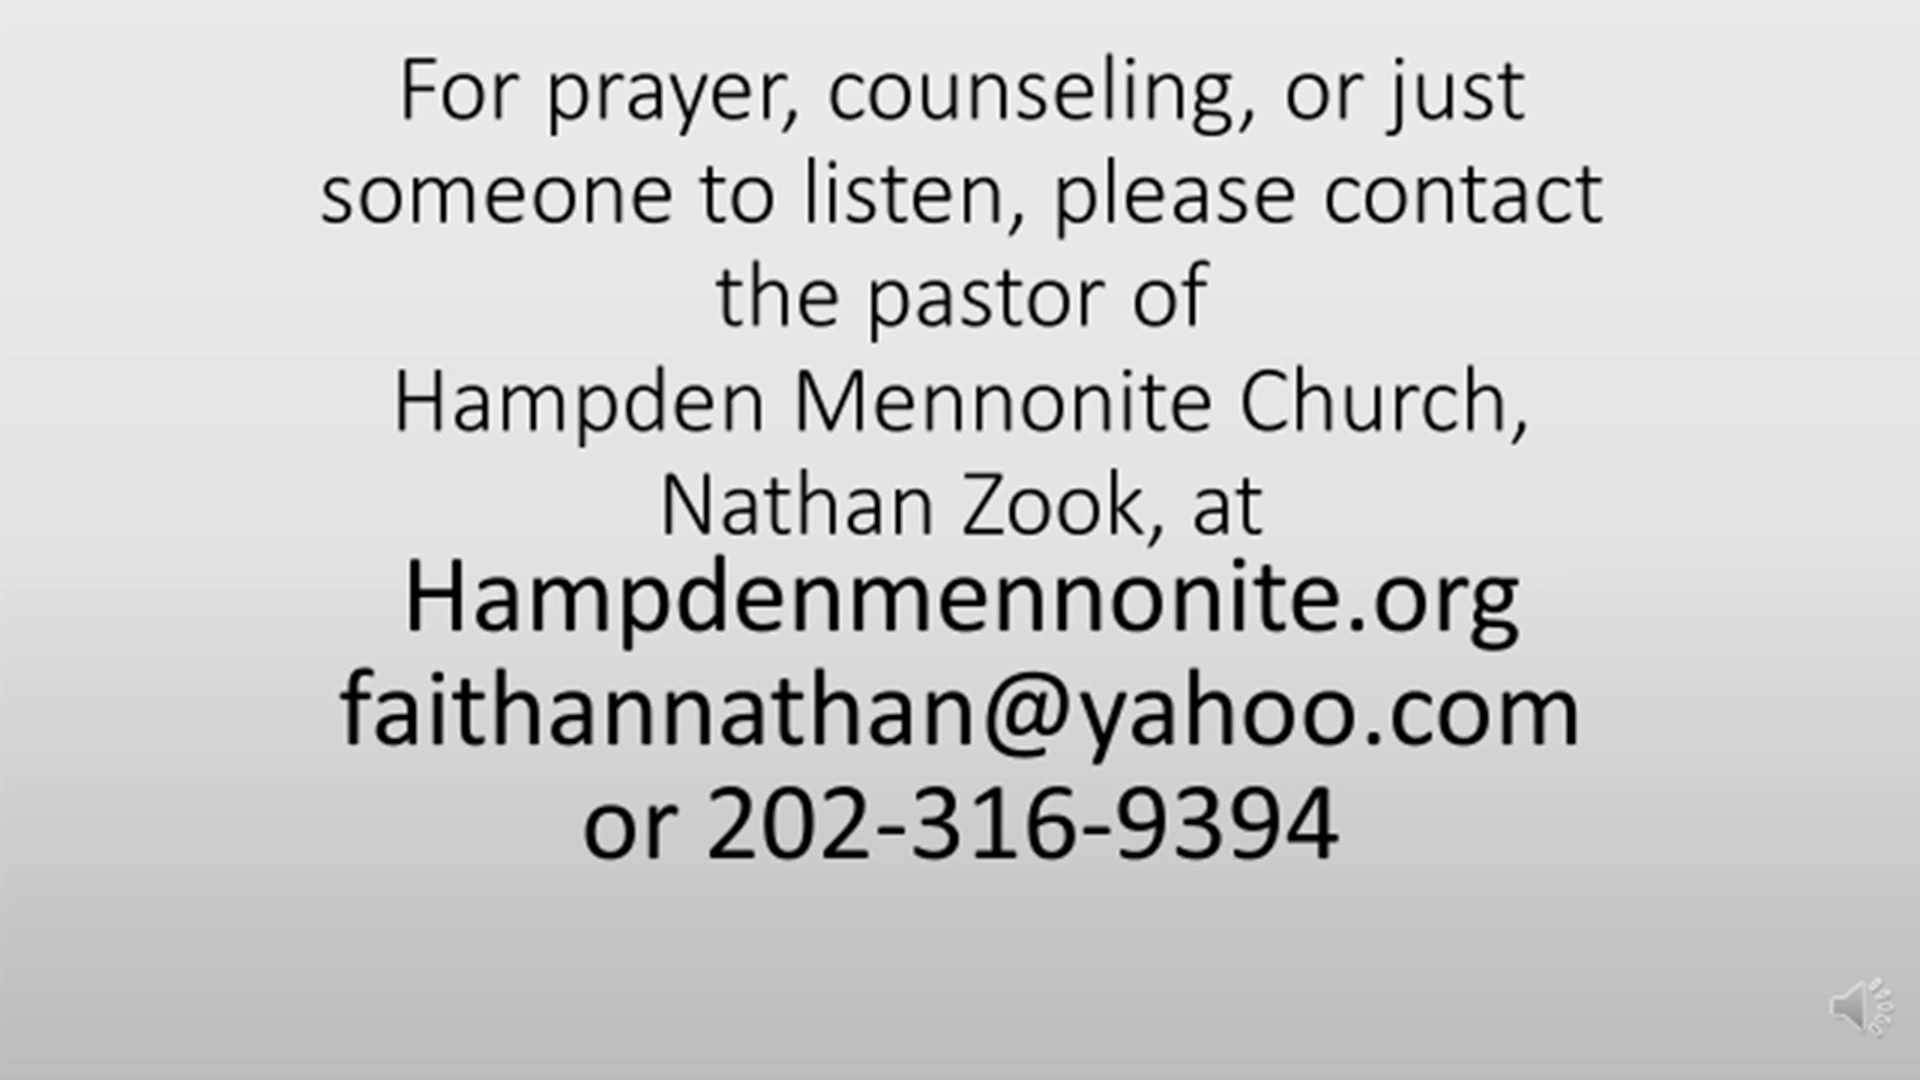 For prayer, counseling, or just
someone to listen, please contact
the pastor of
Hampden Mennonite Church,
Nathan Zook, at
Hampdenmennonite.org
faithannathan@yahoo.com
or 202-316-9394